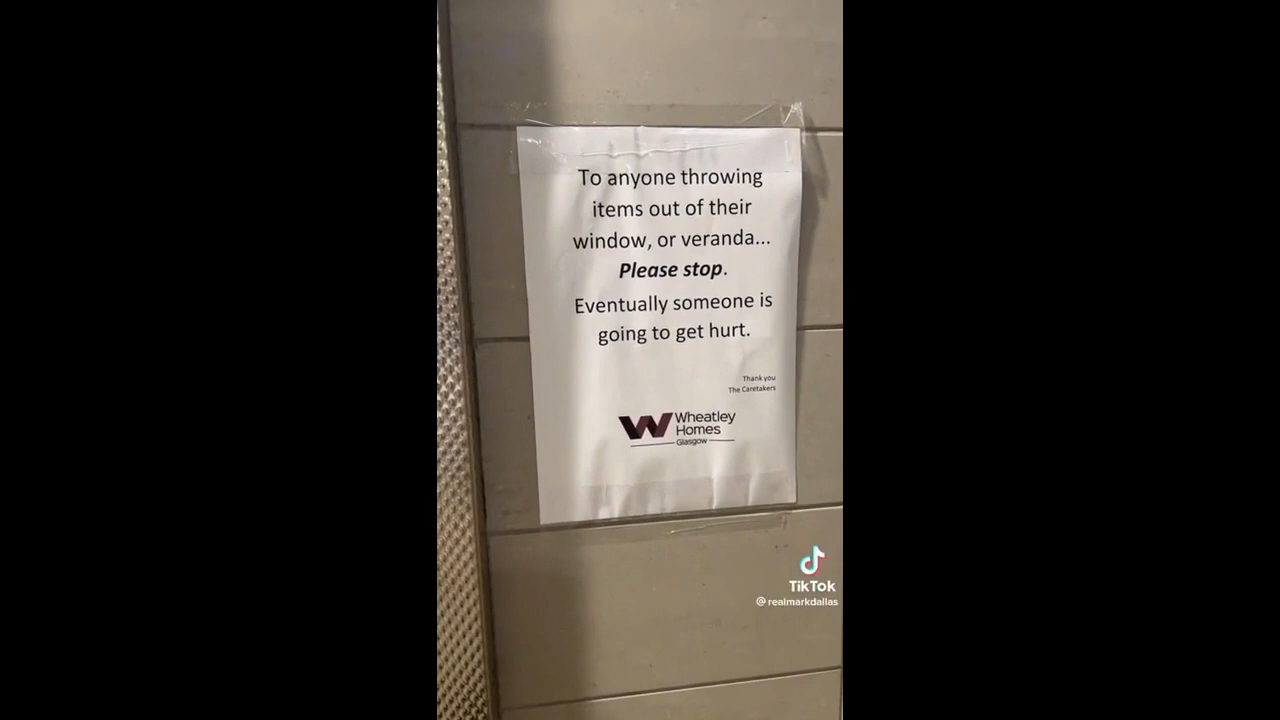 To anyone throwing
items out of their
window, or veranda...
Please stop.
Eventually someone is
going to get hurt.
Thank you
The Caretakers
Wheatley
Homes
Glasgow
TikTok
@realmarkdallas